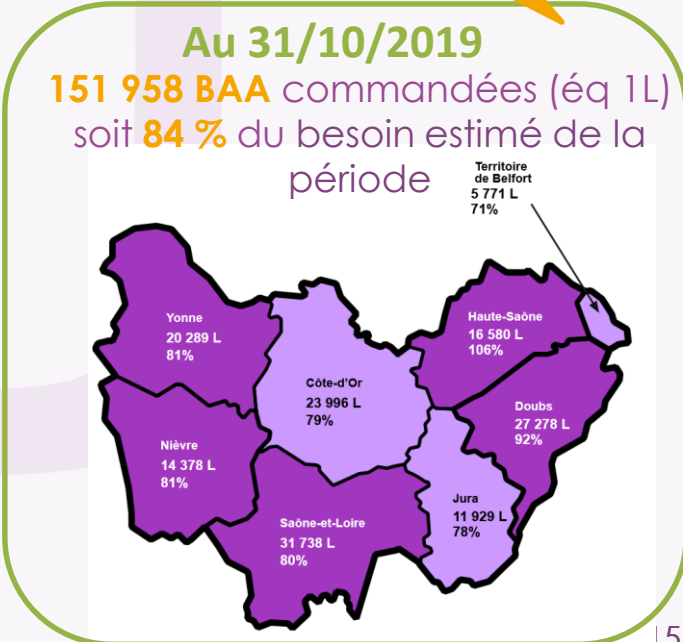 Au 31/10/2019
151 958 BAA commandées (éq 1L)
soit 84 % du besoin estimé de la
période
Territoire
de Belfort
5 771 L
71%
Yonne
20 289 L
81%
Haute-Saône
16 580 L
106%
Côte-d'Or
23 996 L
79%
Doubs
27 278 L
92%
Nièvre
14 378 L
81%
Jura
11 929 L
78%
Saône-et-Loire
31 738 L
80%
5